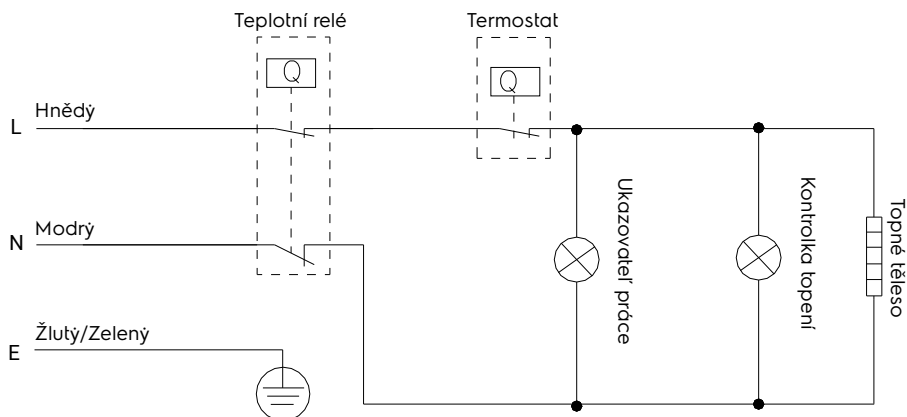 Teplotní relé
Termostat
Q
Q
L
Hnědý
N
Modrý
E
Žlutý/Zelený
Ukazovateľ práce
Kontrolka topení
Topné těleso